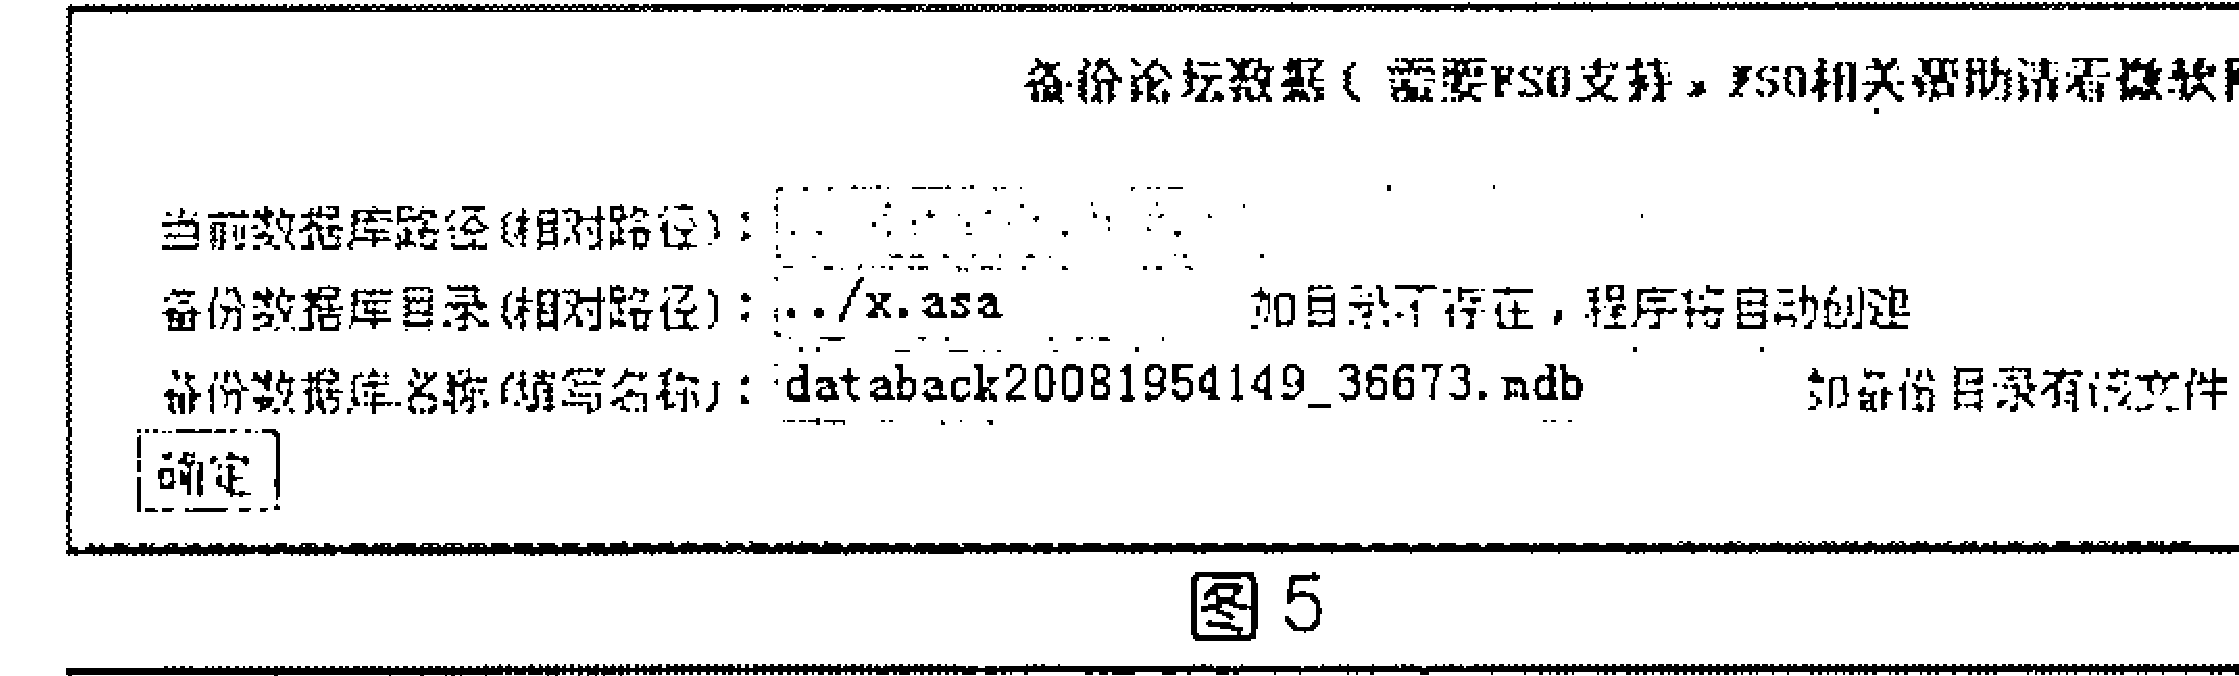 备份论坛数据( 需要FSO支持，FSO相关帮助请看微软
当前数据库路径(相对路径)：
备份数据库目录(相对路径)： ../x.asa 如目录不存在，程序将自动创建
备份数据库名称(填写名称)： databack20081954149_36673.mdb 如备份目录有该文件
确定
图 5